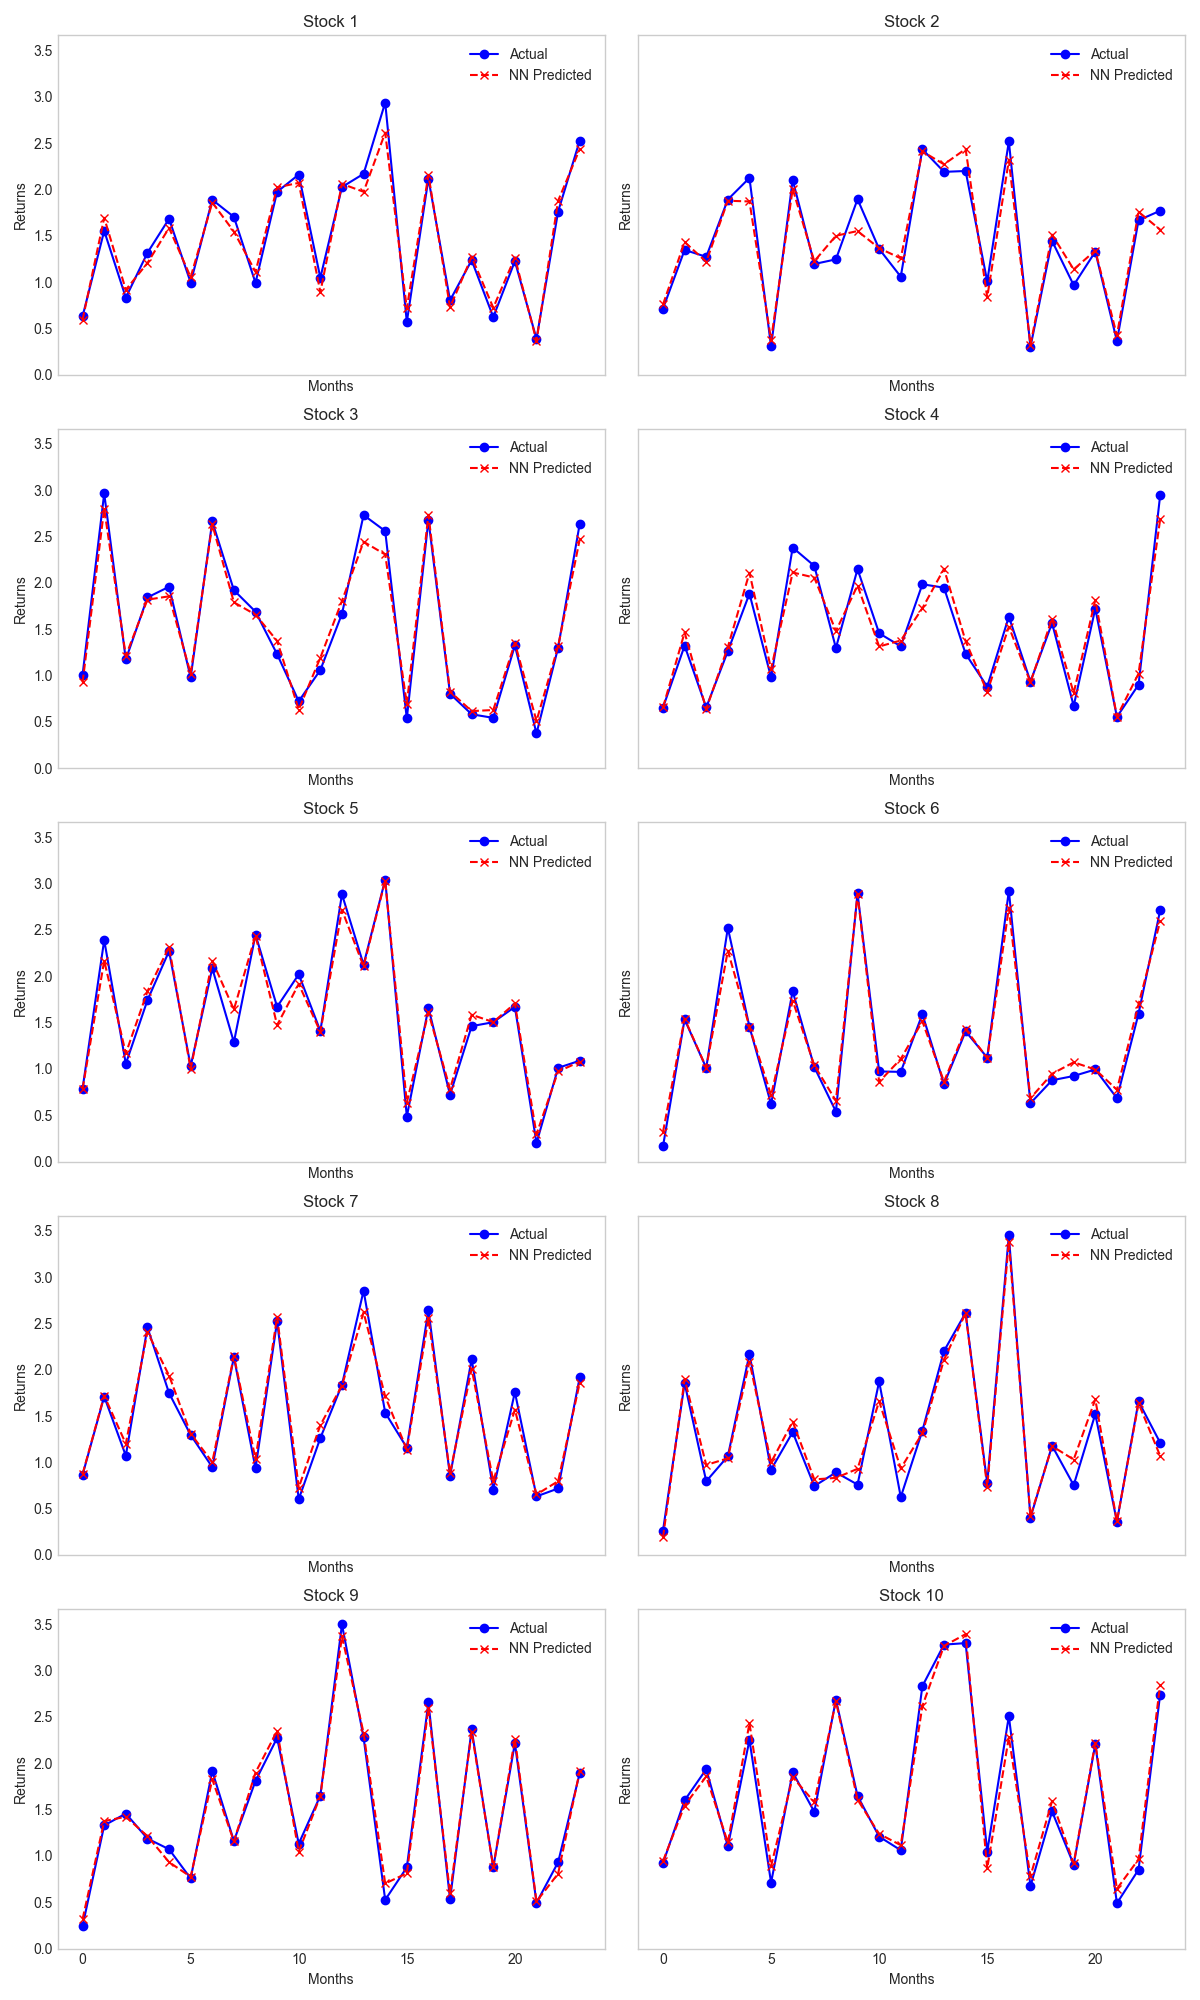 Stock 1
Stock 2
3.5
3.0
2.5
2.0
1.5
1.0
0.5
0.0
Returns
Returns
Actual
NN Predicted
Actual
NN Predicted
Months
Months
Stock 3
Stock 4
3.5
3.0
2.5
2.0
1.5
1.0
0.5
0.0
Returns
Returns
Actual
NN Predicted
Actual
NN Predicted
Months
Months
Stock 5
Stock 6
3.5
3.0
2.5
2.0
1.5
1.0
0.5
0.0
Returns
Returns
Actual
NN Predicted
Actual
NN Predicted
Months
Months
Stock 7
Stock 8
3.5
3.0
2.5
2.0
1.5
1.0
0.5
0.0
Returns
Returns
Actual
NN Predicted
Actual
NN Predicted
Months
Months
Stock 9
Stock 10
3.5
3.0
2.5
2.0
1.5
1.0
0.5
0.0
Returns
Returns
Actual
NN Predicted
Actual
NN Predicted
0 5 10 15 20
0 5 10 15 20
Months
Months